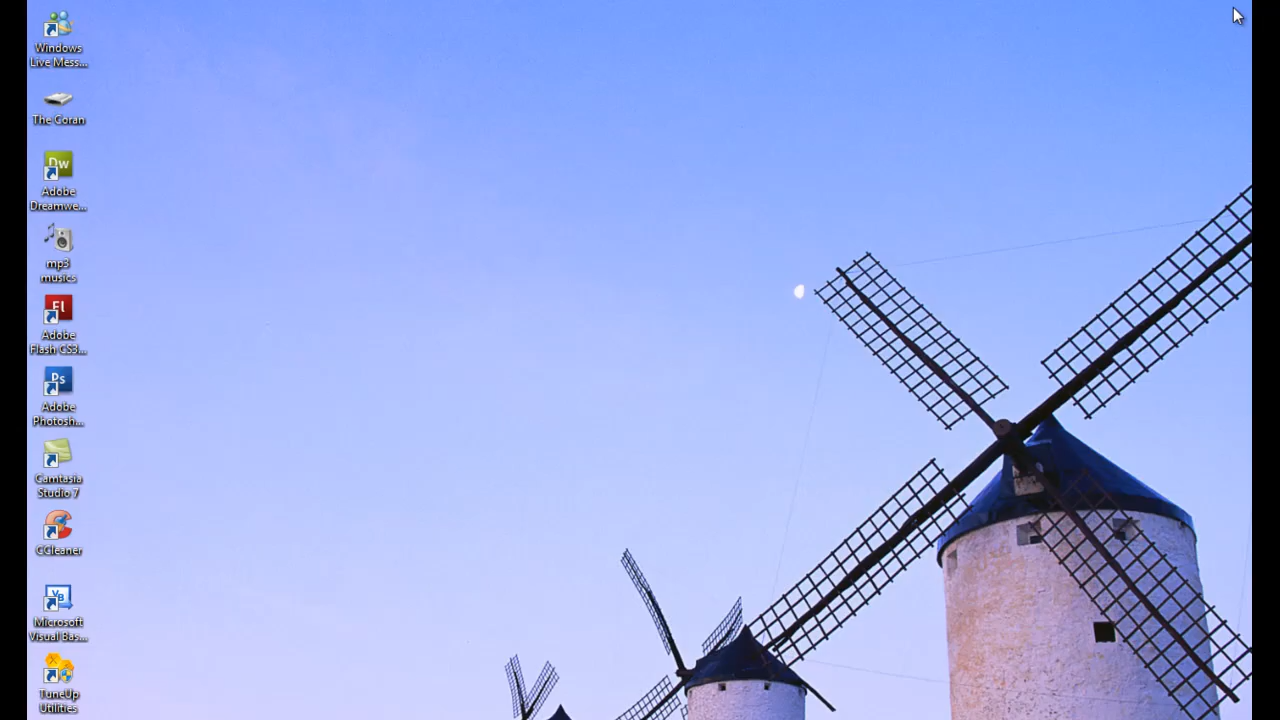 Windows
Live Mess...
The Coran
Dw
Adobe
Dreamwe...
mp3
musics
Fl
Adobe
Flash CS3...
Ps
Adobe
Photosh...
Camtasia
Studio 7
CCleaner
VB
Microsoft
Visual Bas...
TuneUp
Utilities